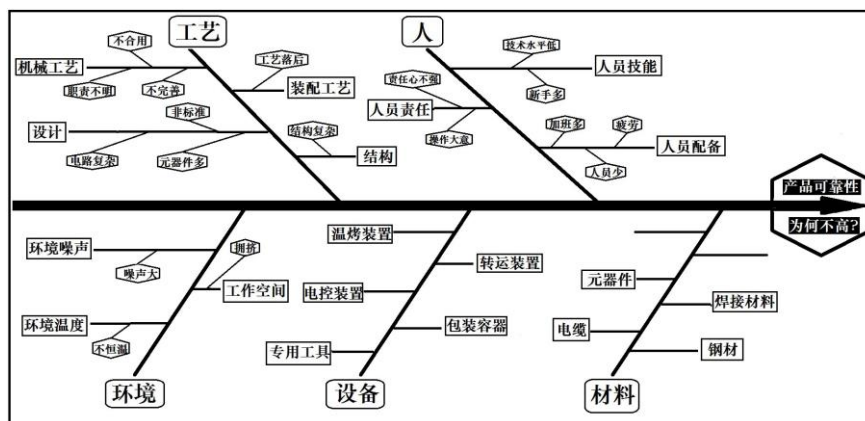 工艺
人
不合用
机械工艺
职责不明
不完善
工艺落后
装配工艺
非标准
设计
电路复杂
元器件多
结构复杂
结构
技术水平低
人员技能
新手多
责任心不强
人员责任
操作大意
加班多
疲劳
人员配备
人员少
产品可靠性
为何不高?
环境噪声
噪声大
拥挤
工作空间
环境温度
不恒温
环境
温烤装置
转运装置
电控装置
包装容器
专用工具
设备
元器件
焊接材料
电缆
钢材
材料